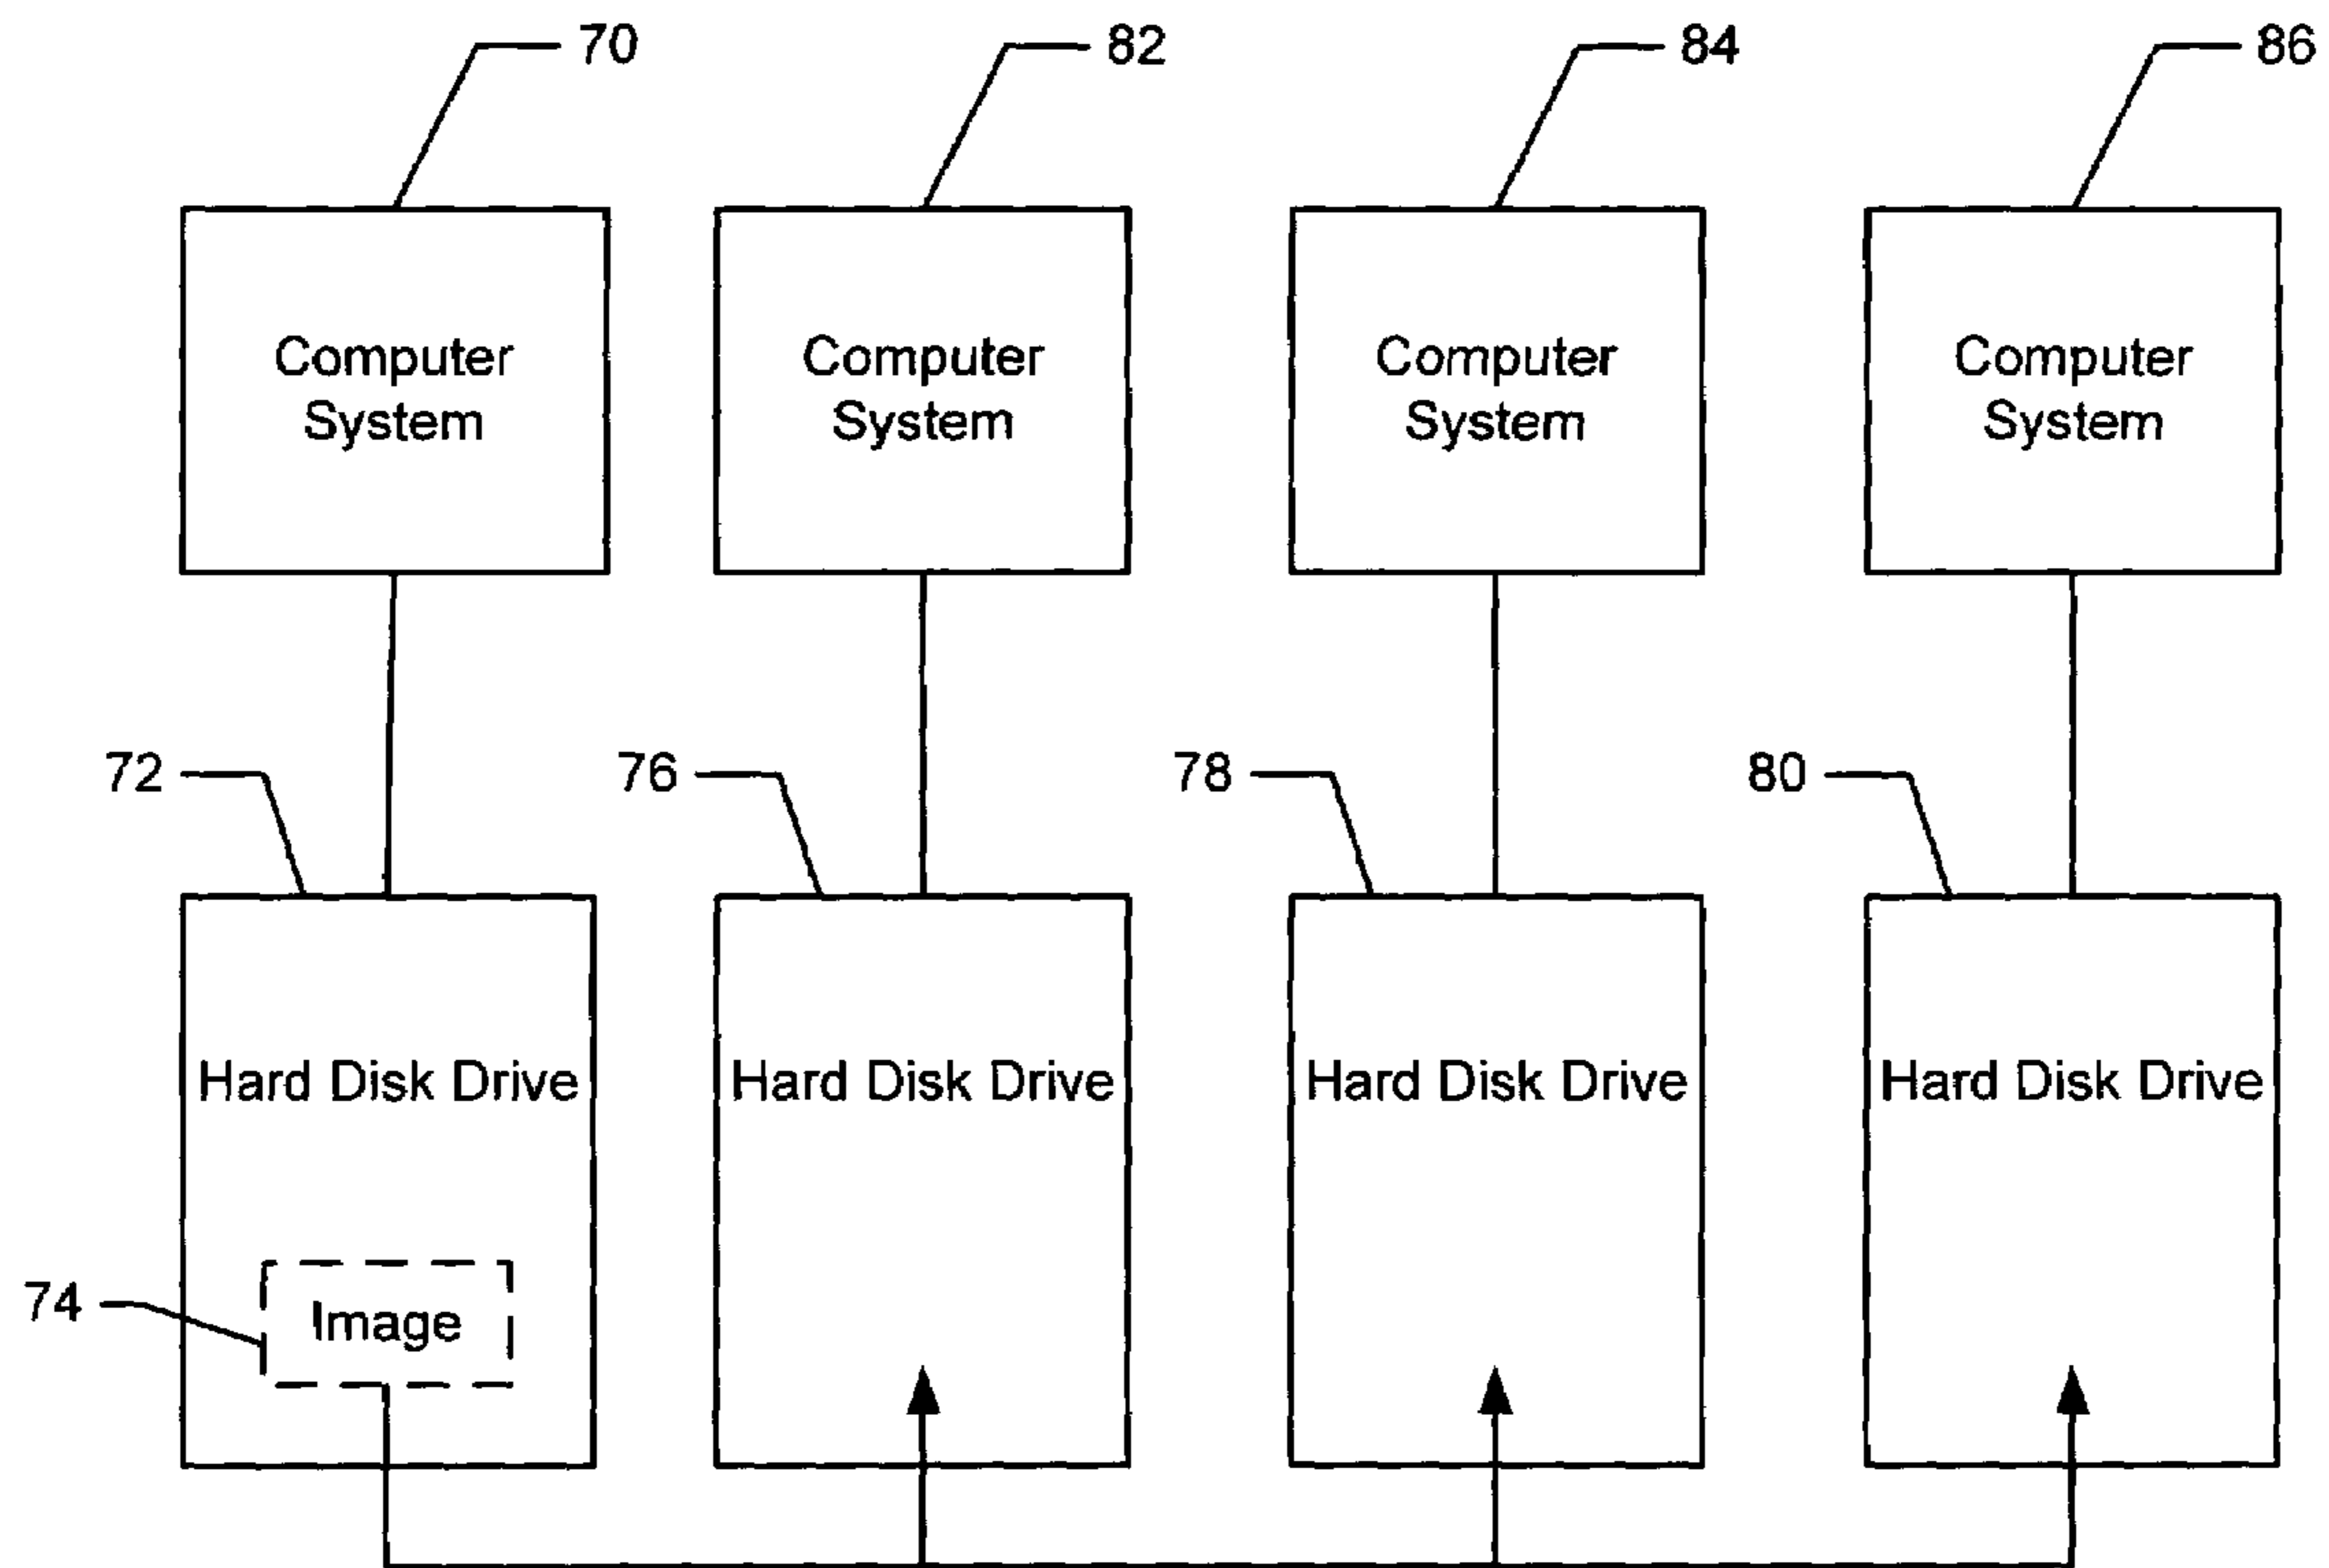 70
82
84
86
Computer
System
Computer
System
Computer
System
Computer
System
72
76
78
80
Hard Disk Drive
Hard Disk Drive
Hard Disk Drive
Hard Disk Drive
74
Image